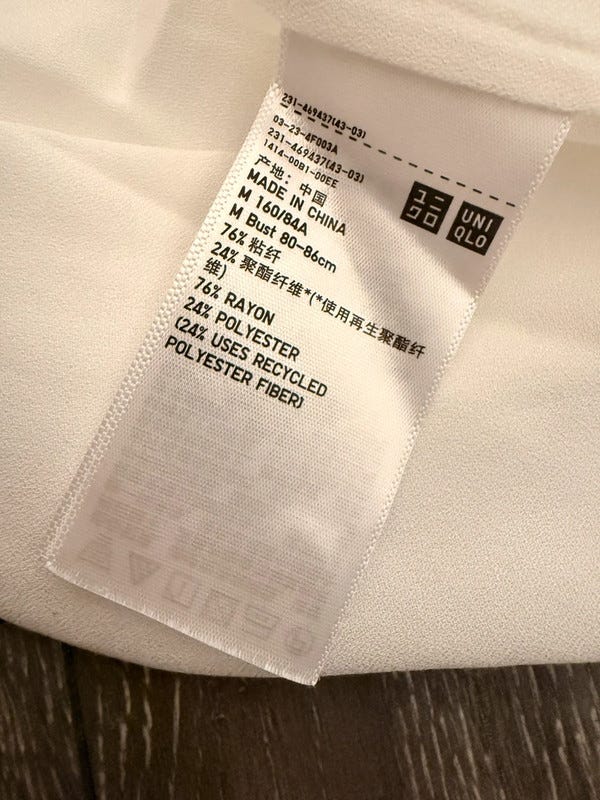 231-469437(43-03)
03-23-4F003A
231-469437(43-03)
1414-00B1-00EE
产地：中国
MADE IN CHINA
M 160/84A
M Bust 80-86cm
76% 粘纤
24% 聚酯纤维*(*使用再生聚酯纤
维)
76% RAYON
24% POLYESTER
(24% USES RECYCLED
POLYESTER FIBER)
ユニ
クロ
UNI
QLO